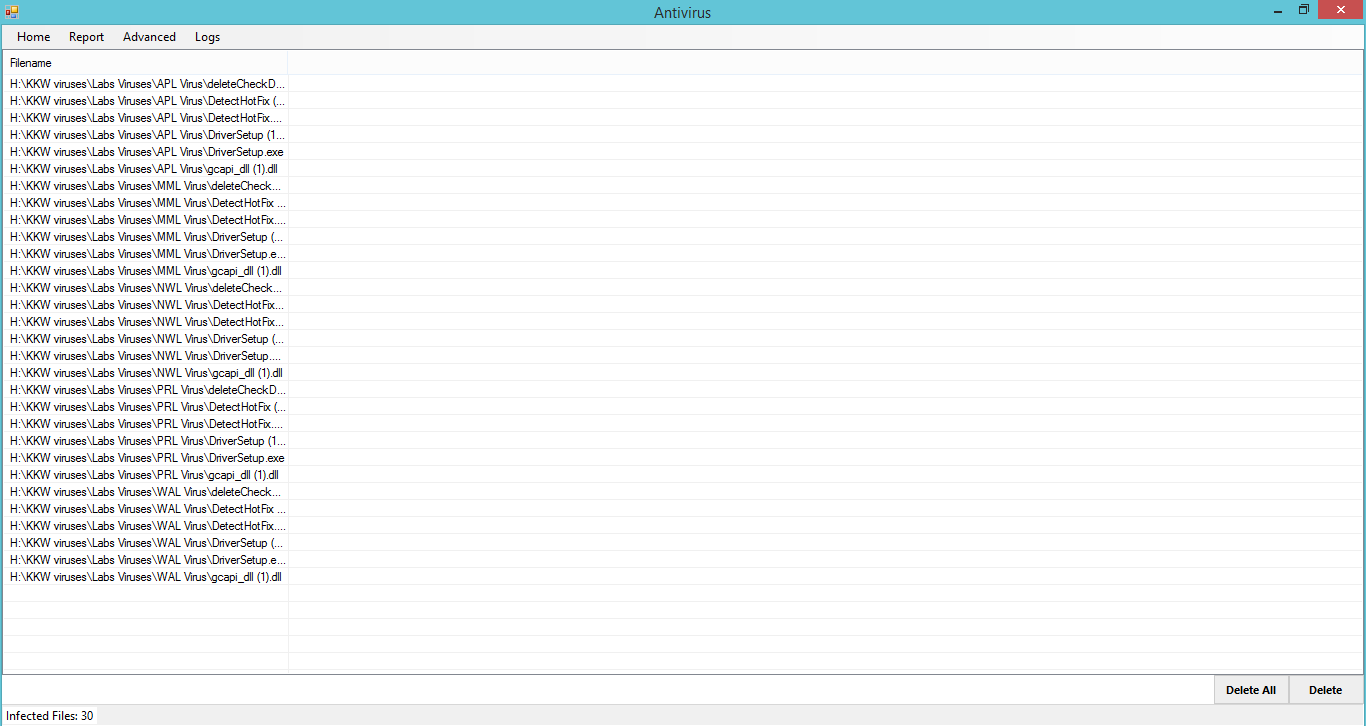 Antivirus
Home Report Advanced Logs
Filename
H:\KKW viruses\Labs Viruses\APL Virus\deleteCheckD...
H:\KKW viruses\Labs Viruses\APL Virus\DetectHotFix (...
H:\KKW viruses\Labs Viruses\APL Virus\DetectHotFix....
H:\KKW viruses\Labs Viruses\APL Virus\DriverSetup (1...
H:\KKW viruses\Labs Viruses\APL Virus\DriverSetup.exe
H:\KKW viruses\Labs Viruses\APL Virus\gcapi_dll (1).dll
H:\KKW viruses\Labs Viruses\MML Virus\deleteCheck...
H:\KKW viruses\Labs Viruses\MML Virus\DetectHotFix ...
H:\KKW viruses\Labs Viruses\MML Virus\DetectHotFix....
H:\KKW viruses\Labs Viruses\MML Virus\DriverSetup (...
H:\KKW viruses\Labs Viruses\MML Virus\DriverSetup.e...
H:\KKW viruses\Labs Viruses\MML Virus\gcapi_dll (1).dll
H:\KKW viruses\Labs Viruses\NWL Virus\deleteCheck...
H:\KKW viruses\Labs Viruses\NWL Virus\DetectHotFix...
H:\KKW viruses\Labs Viruses\NWL Virus\DetectHotFix...
H:\KKW viruses\Labs Viruses\NWL Virus\DriverSetup (...
H:\KKW viruses\Labs Viruses\NWL Virus\DriverSetup....
H:\KKW viruses\Labs Viruses\NWL Virus\gcapi_dll (1).dll
H:\KKW viruses\Labs Viruses\PRL Virus\deleteCheckD...
H:\KKW viruses\Labs Viruses\PRL Virus\DetectHotFix (...
H:\KKW viruses\Labs Viruses\PRL Virus\DetectHotFix....
H:\KKW viruses\Labs Viruses\PRL Virus\DriverSetup (1...
H:\KKW viruses\Labs Viruses\PRL Virus\DriverSetup.exe
H:\KKW viruses\Labs Viruses\PRL Virus\gcapi_dll (1).dll
H:\KKW viruses\Labs Viruses\WAL Virus\deleteCheck...
H:\KKW viruses\Labs Viruses\WAL Virus\DetectHotFix ...
H:\KKW viruses\Labs Viruses\WAL Virus\DetectHotFix....
H:\KKW viruses\Labs Viruses\WAL Virus\DriverSetup (...
H:\KKW viruses\Labs Viruses\WAL Virus\DriverSetup.e...
H:\KKW viruses\Labs Viruses\WAL Virus\gcapi_dll (1).dll
Delete All Delete
Infected Files: 30